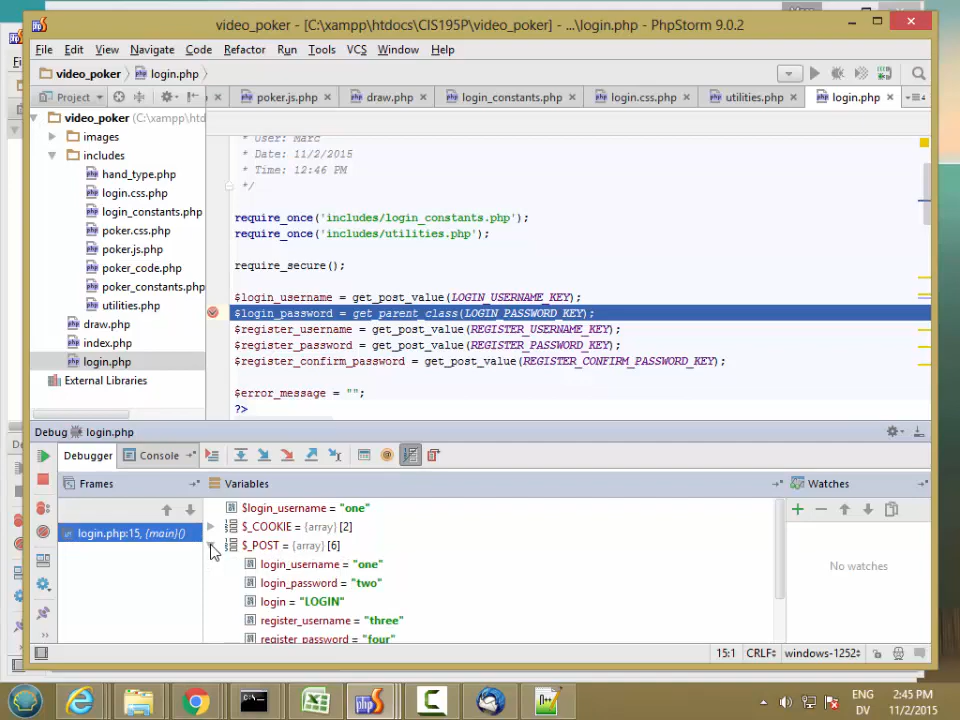 video_poker - [C:\xampp\htdocs\CIS195P\video_poker] - ...\login.php - PhpStorm 9.0.2
File Edit View Navigate Code Refactor Run Tools VCS Window Help
video_poker login.php
Project poker.js.php draw.php login_constants.php login.css.php utilities.php login.php
video_poker (C:\xampp\htd
images
includes
hand_type.php
login.css.php
login_constants.php
poker.css.php
poker.js.php
poker_code.php
poker_constants.php
utilities.php
draw.php
index.php
login.php
External Libraries
* User: Marc
* Date: 11/2/2015
* Time: 12:46 PM
*/
require_once('includes/login_constants.php');
require_once('includes/utilities.php');
require_secure();
$login_username = get_post_value(LOGIN_USERNAME_KEY);
$login_password = get_parent_class(LOGIN_PASSWORD_KEY);
$register_username = get_post_value(REGISTER_USERNAME_KEY);
$register_password = get_post_value(REGISTER_PASSWORD_KEY);
$register_confirm_password = get_post_value(REGISTER_CONFIRM_PASSWORD_KEY);
$error_message = "";
?>
Debug login.php
Debugger Console
Frames
login.php:15, {main}()
Variables
$login_username = "one"
$_COOKIE = {array} [2]
$_POST = {array} [6]
login_username = "one"
login_password = "two"
login = "LOGIN"
register_username = "three"
register_password = "four"
Watches
No watches
15:1 CRLF windows-1252
ENG
DV
2:45 PM
11/2/2015